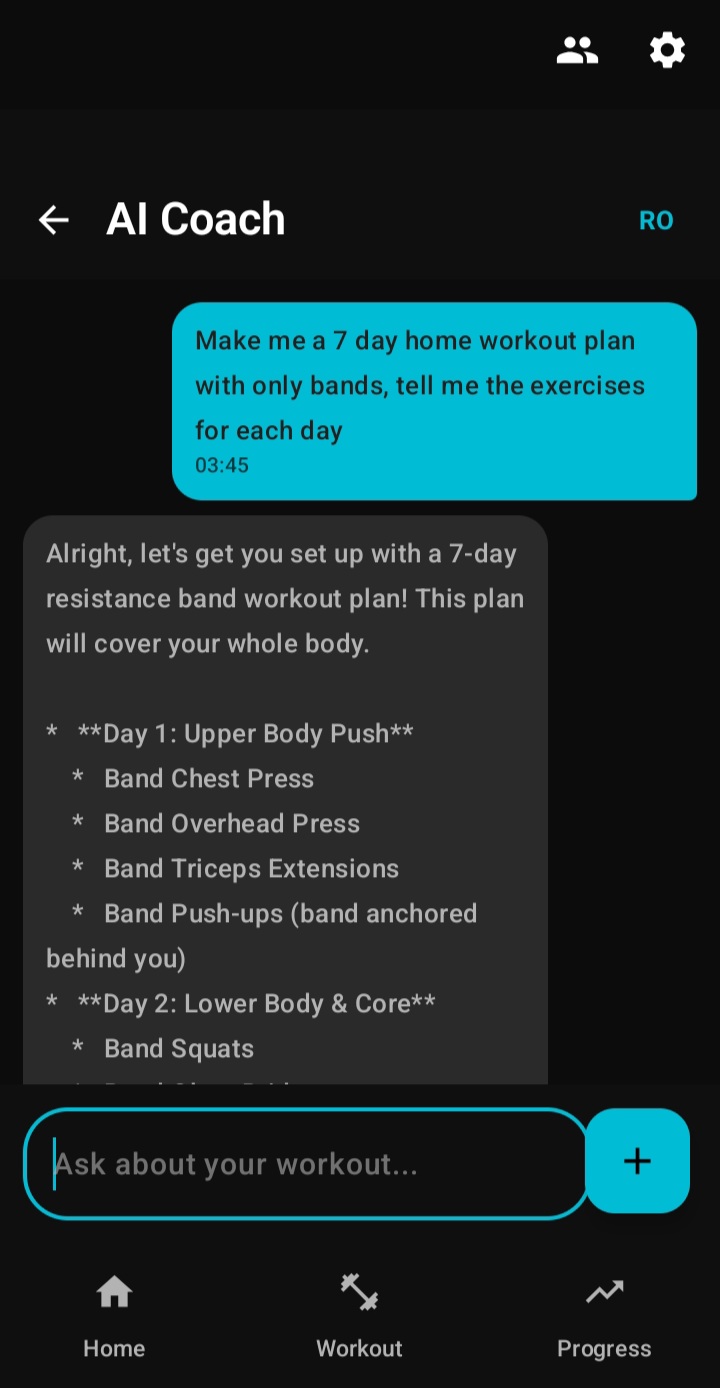 AI Coach
RO
Make me a 7 day home workout plan
with only bands, tell me the exercises
for each day
03:45
Alright, let's get you set up with a 7-day
resistance band workout plan! This plan
will cover your whole body.
* **Day 1: Upper Body Push**
* Band Chest Press
* Band Overhead Press
* Band Triceps Extensions
* Band Push-ups (band anchored
behind you)
* **Day 2: Lower Body & Core**
* Band Squats
Ask about your workout...
Home
Workout
Progress